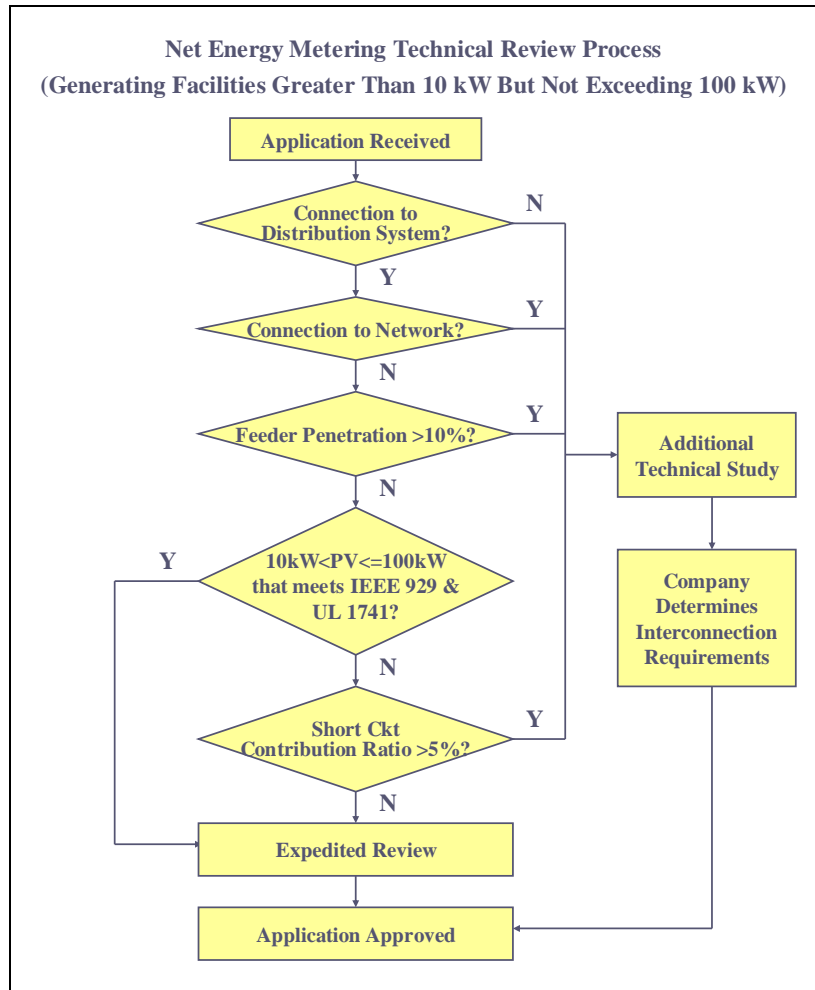 Net Energy Metering Technical Review Process
(Generating Facilities Greater Than 10 kW But Not Exceeding 100 kW)
Application Received
Connection to
Distribution System?
N
Y
Connection to Network?
Y
N
Feeder Penetration >10%?
Y
N
Additional
Technical Study
Y
10kW<PV<=100kW
that meets IEEE 929 &
UL 1741?
N
Company
Determines
Interconnection
Requirements
Short Ckt
Contribution Ratio >5%?
Y
N
Expedited Review
Application Approved